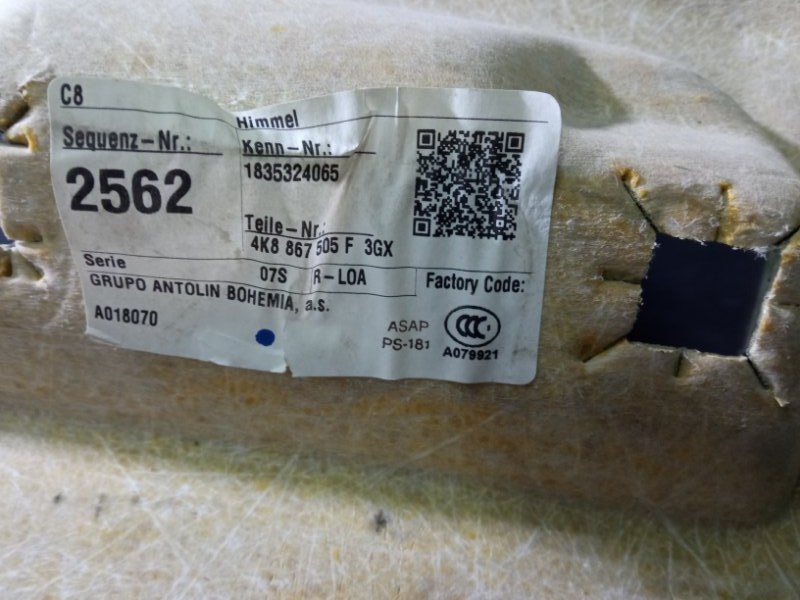 C8
Himmel
Sequenz-Nr.:
2562
Kenn-Nr.:
1835324065
Teile-Nr.
4K8 867 505 F 3GX
Serie
07S R-LOA
GRUPO ANTOLIN BOHEMIA, a.s.
A018070
Factory Code:
ASAP
PS-181
CCC
A079921